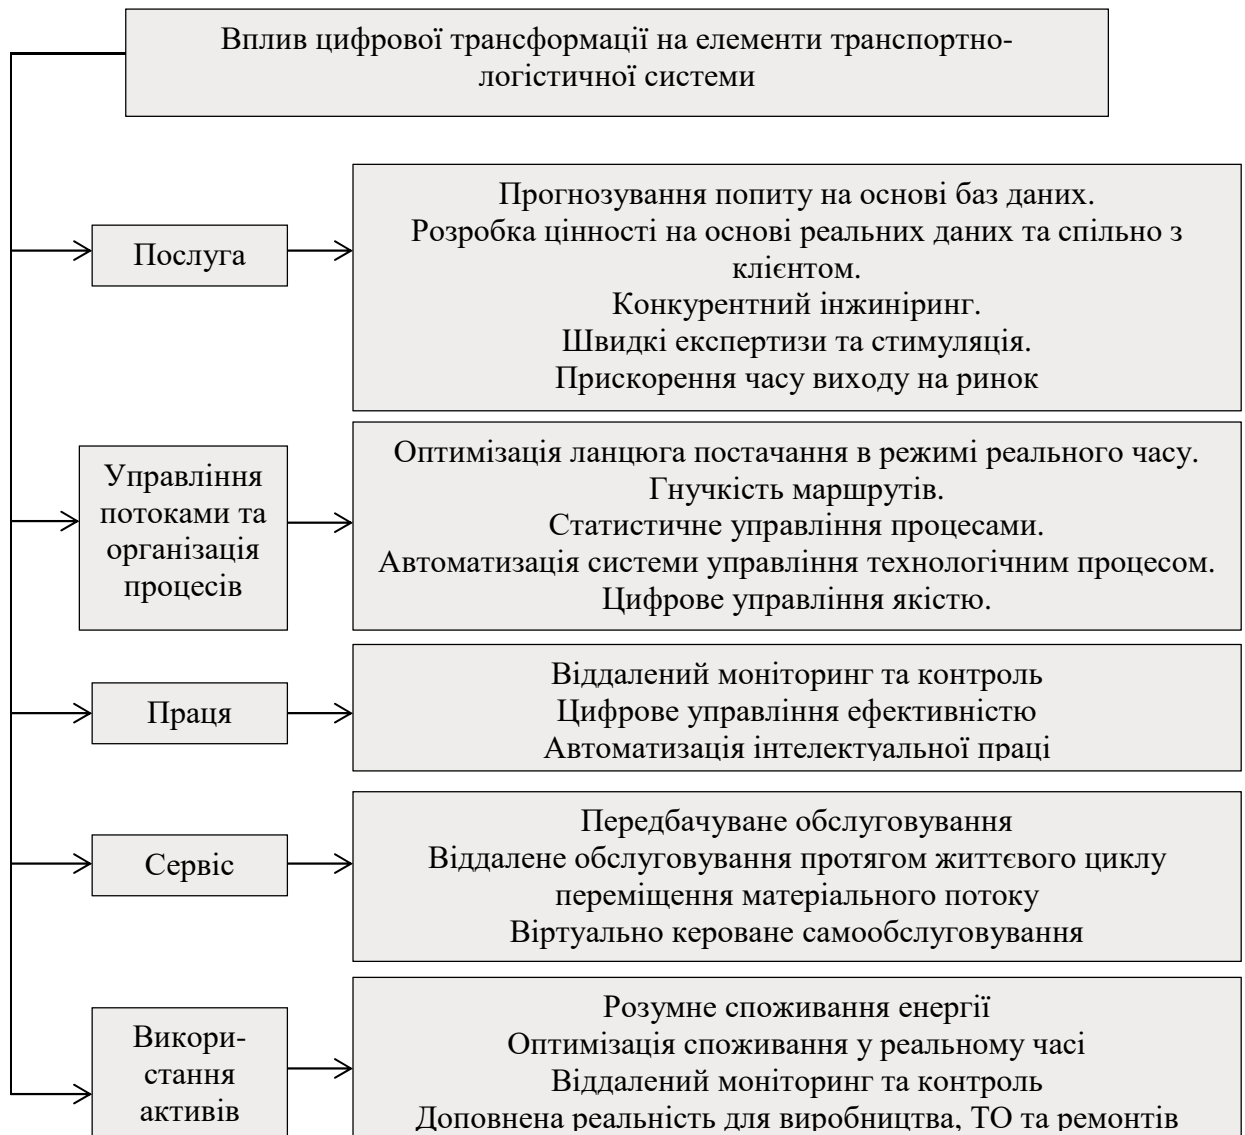 Вплив цифрової трансформації на елементи транспортно-
логістичної системи
Послуга
Прогнозування попиту на основі баз даних.
Розробка цінності на основі реальних даних та спільно з
клієнтом.
Конкурентний інжиніринг.
Швидкі експертизи та стимуляція.
Прискорення часу виходу на ринок
Управління
потоками та
організація
процесів
Оптимізація ланцюга постачання в режимі реального часу.
Гнучкість маршрутів.
Статистичне управління процесами.
Автоматизація системи управління технологічним процесом.
Цифрове управління якістю.
Праця
Віддалений моніторинг та контроль
Цифрове управління ефективністю
Автоматизація інтелектуальної праці
Сервіс
Передбачуване обслуговування
Віддалене обслуговування протягом життєвого циклу
переміщення матеріального потоку
Віртуально кероване самообслуговування
Викори-
стання
активів
Розумне споживання енергії
Оптимізація споживання у реальному часі
Віддалений моніторинг та контроль
Доповнена реальність для виробництва, ТО та ремонтів